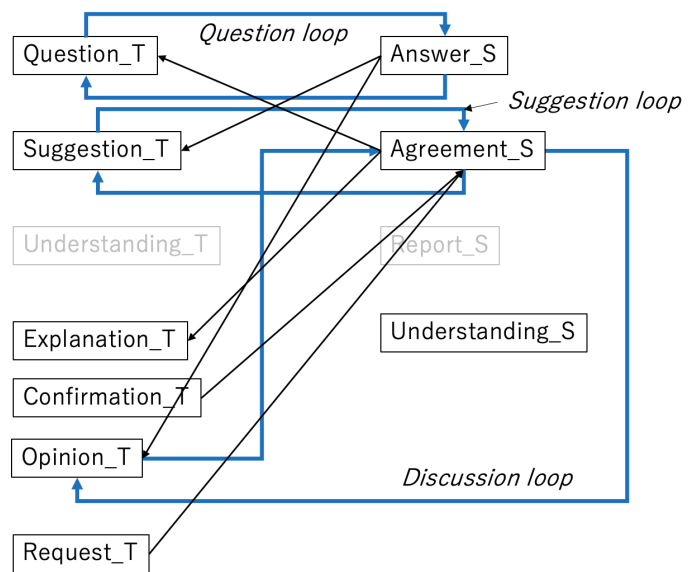 Question loop
Question_T
Answer_S
Suggestion loop
Suggestion_T
Agreement_S
Understanding_T
Report_S
Explanation_T
Understanding_S
Confirmation_T
Opinion_T
Discussion loop
Request_T